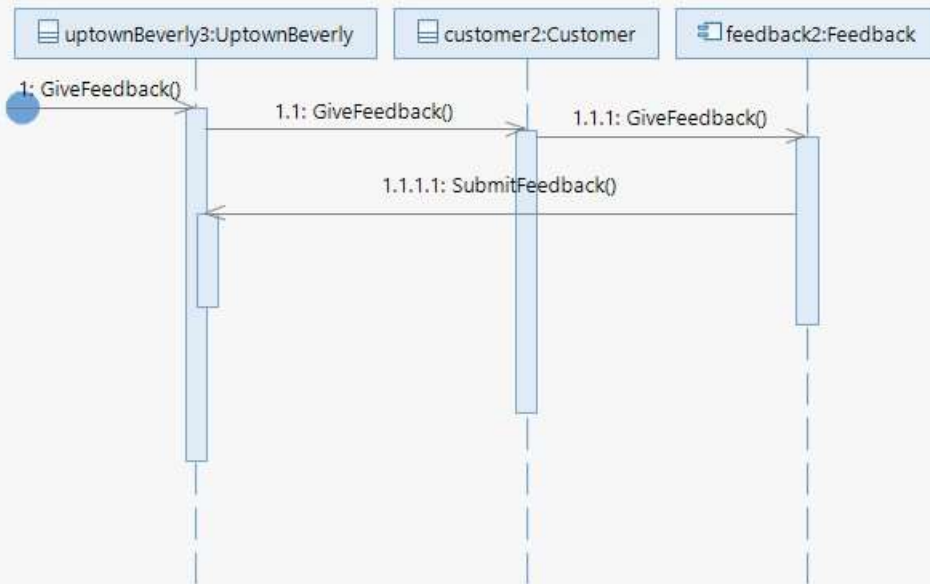 uptownBeverly3:UptownBeverly
customer2:Customer
feedback2:Feedback
1: GiveFeedback()
1.1: GiveFeedback()
1.1.1: GiveFeedback()
1.1.1.1: SubmitFeedback()